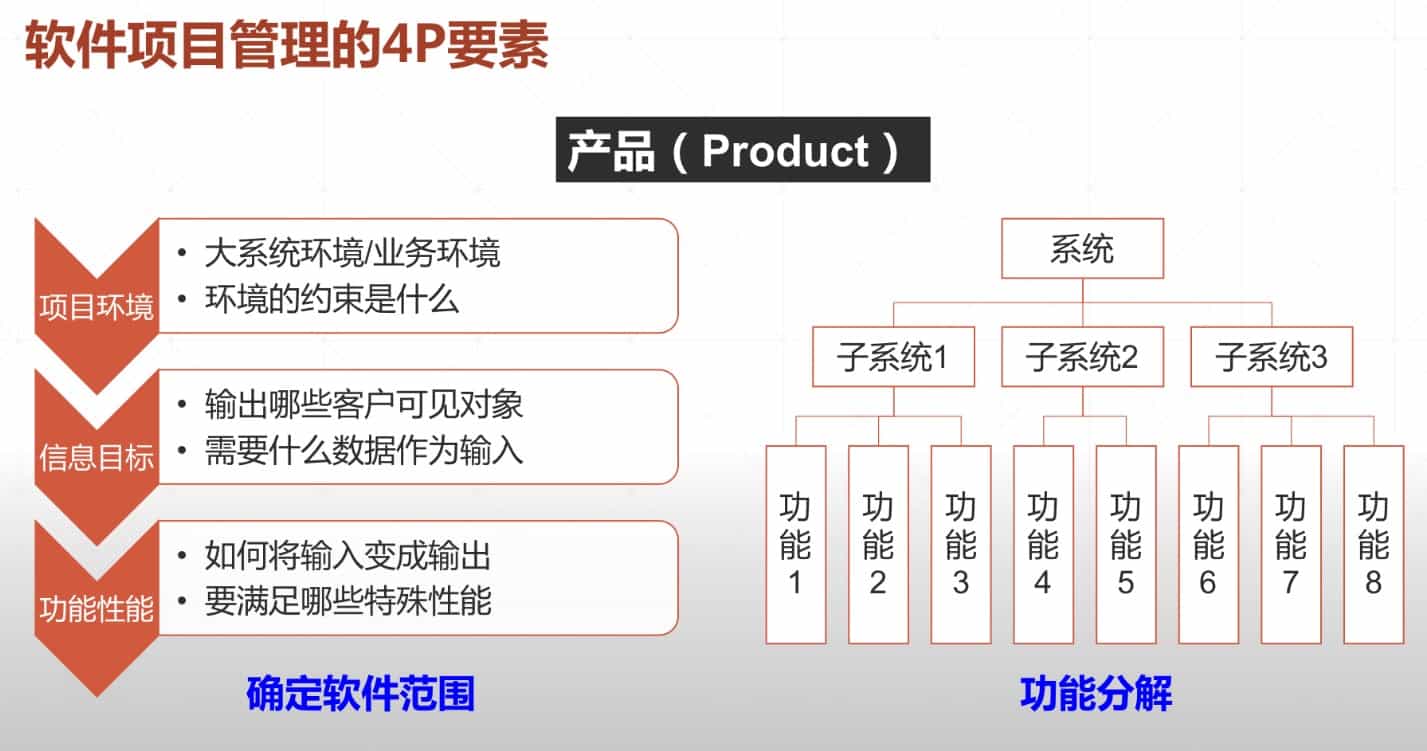 软件项目管理的4P要素
产品（Product）
项目环境
• 大系统环境/业务环境
• 环境的约束是什么
信息目标
• 输出哪些客户可见对象
• 需要什么数据作为输入
功能性能
• 如何将输入变成输出
• 要满足哪些特殊性能
确定软件范围
系统
子系统1
子系统2
子系统3
功能1
功能2
功能3
功能4
功能5
功能6
功能7
功能8
功能分解